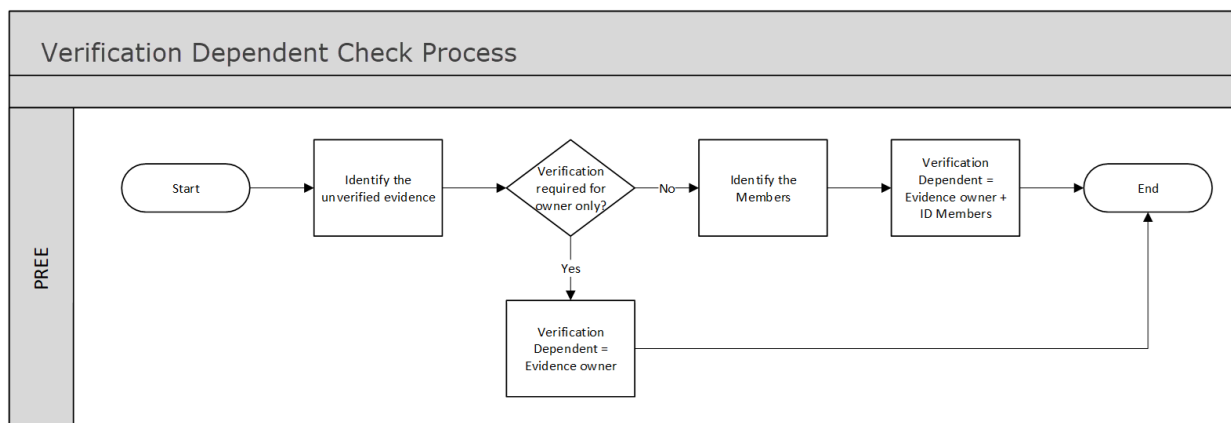 Verification Dependent Check Process
PREE
Start
Identify the
unverified evidence
Verification
required for
owner only?
No
Identify the
Members
Verification
Dependent =
Evidence owner +
ID Members
End
Yes
Verification
Dependent =
Evidence owner